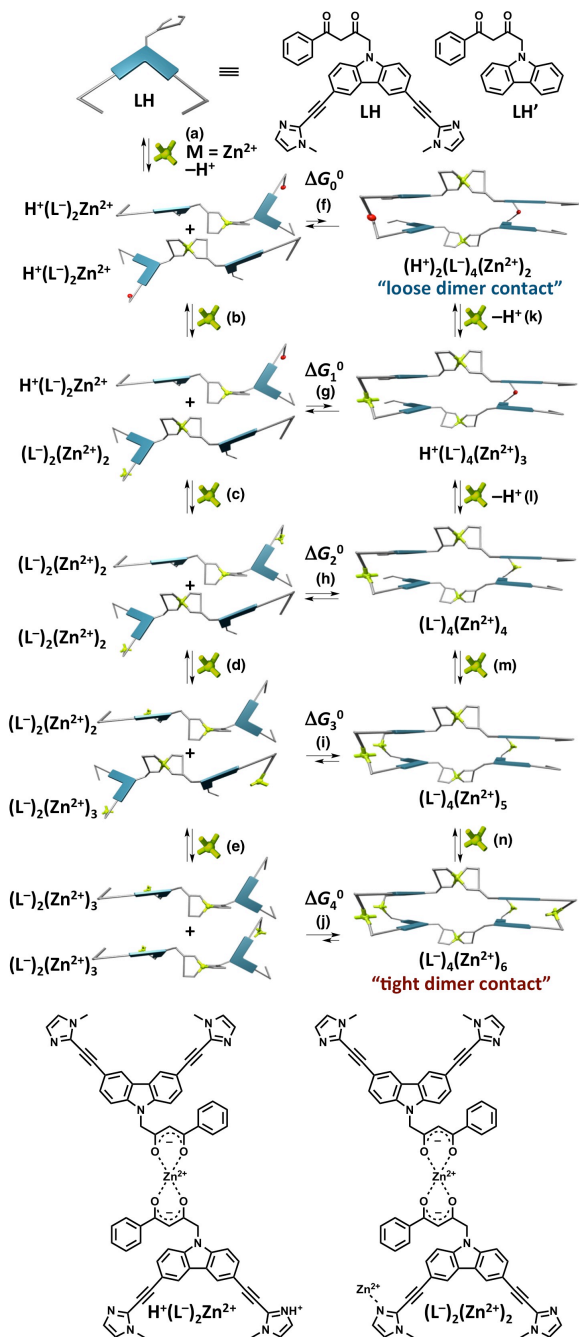 LH
≡
LH
LH’
(a)
M = Zn²⁺
–H⁺
H⁺(L⁻)₂Zn²⁺
+
H⁺(L⁻)₂Zn²⁺
ΔG₀⁰
(f)
(H⁺)₂(L⁻)₄(Zn²⁺)₂
“loose dimer contact”
(b)
–H⁺ (k)
H⁺(L⁻)₂Zn²⁺
+
(L⁻)₂(Zn²⁺)₂
ΔG₁⁰
(g)
H⁺(L⁻)₄(Zn²⁺)₃
(c)
–H⁺ (l)
(L⁻)₂(Zn²⁺)₂
+
(L⁻)₂(Zn²⁺)₂
ΔG₂⁰
(h)
(L⁻)₄(Zn²⁺)₄
(d)
(m)
(L⁻)₂(Zn²⁺)₂
+
(L⁻)₂(Zn²⁺)₃
ΔG₃⁰
(i)
(L⁻)₄(Zn²⁺)₅
(e)
(n)
(L⁻)₂(Zn²⁺)₃
+
(L⁻)₂(Zn²⁺)₃
ΔG₄⁰
(j)
(L⁻)₄(Zn²⁺)₆
“tight dimer contact”
Zn²⁺
H⁺(L⁻)₂Zn²⁺
Zn²⁺
Zn²⁺
(L⁻)₂(Zn²⁺)₂